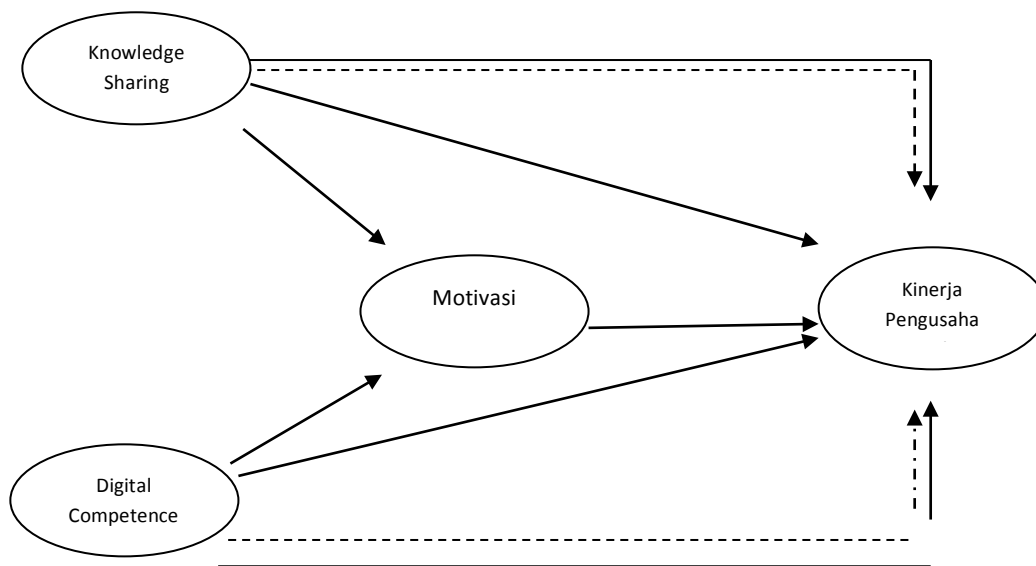 Knowledge
Sharing
Motivasi
Kinerja
Pengusaha
Digital
Competence